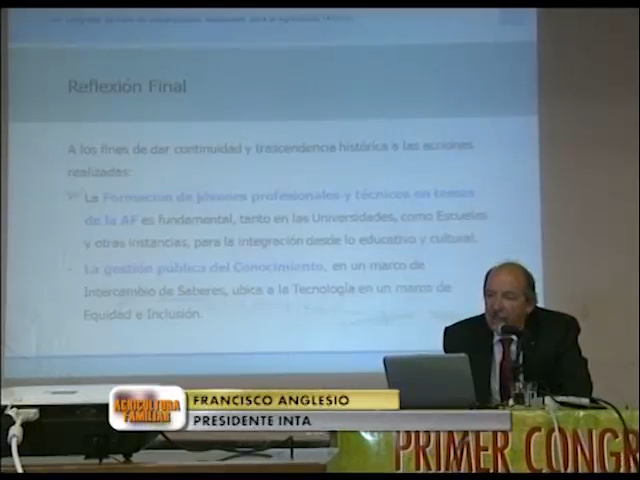 Reflexión Final
A los fines de dar continuidad y trascendencia histórica a las acciones
realizadas:
La Formacion de jóvenes profesionales y técnicos en temas
de la AF es fundamental, tanto en las Universidades, como Escuelas
y otras instancias, para la integración desde lo educativo y cultural.
- La gestión pública del Conocimiento, en un marco de
Intercambio de Saberes, ubica a la Tecnología en un marco de
Equidad e Inclusión.
AGRICULTURA
FAMILIAR
FRANCISCO ANGLESIO
PRESIDENTE INTA
PRIMER CONGR